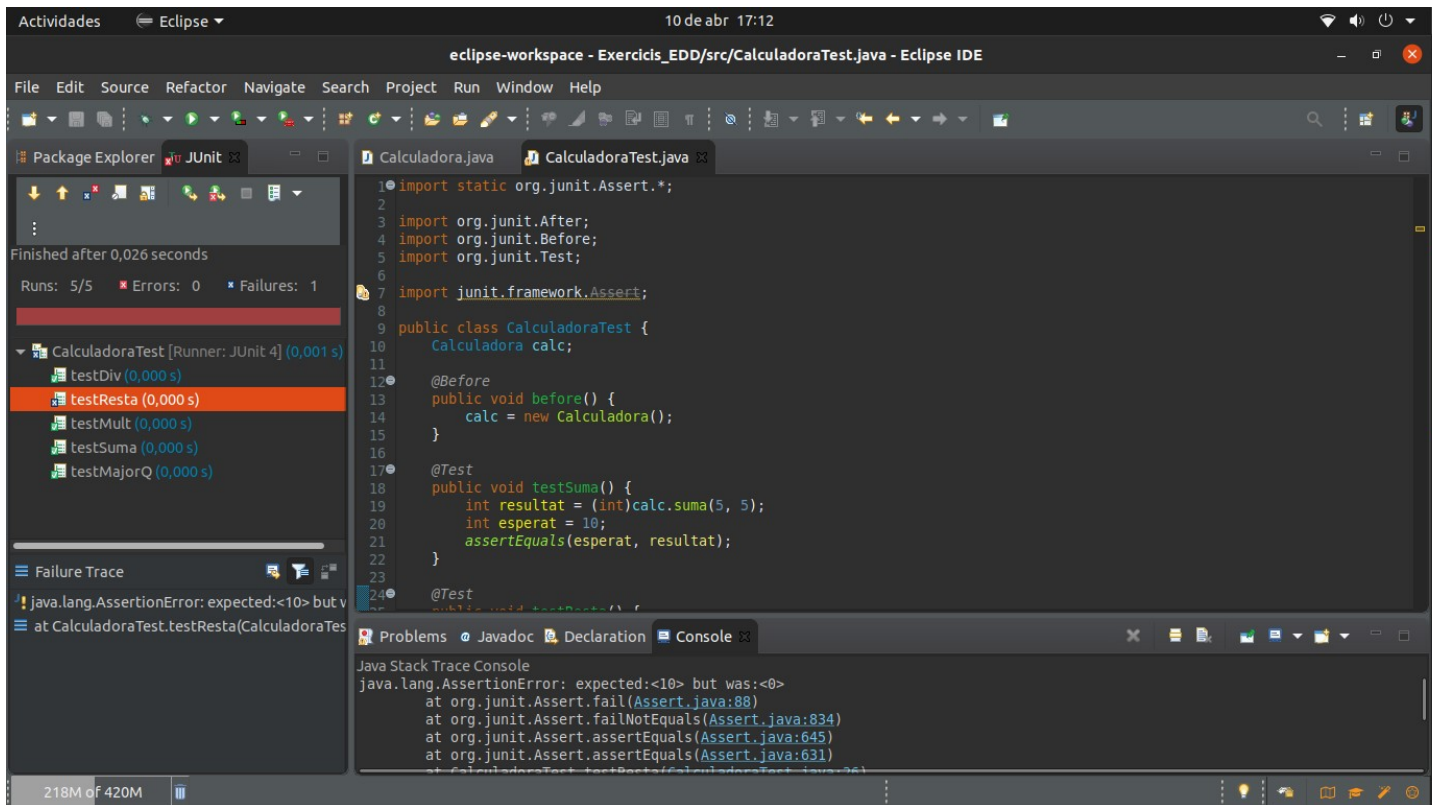 Actividades Eclipse 10 de abr 17:12
eclipse-workspace - Exercicis_EDD/src/CalculadoraTest.java - Eclipse IDE
File Edit Source Refactor Navigate Search Project Run Window Help
Package Explorer JUnit
Finished after 0,026 seconds
Runs: 5/5 Errors: 0 Failures: 1
CalculadoraTest [Runner: JUnit 4] (0,001 s)
testDiv (0,000 s)
testResta (0,000 s)
testMult (0,000 s)
testSuma (0,000 s)
testMajorQ (0,000 s)
Failure Trace
java.lang.AssertionError: expected:<10> but v
at CalculadoraTest.testResta(CalculadoraTes
Calculadora.java CalculadoraTest.java
1 import static org.junit.Assert.*;
2
3 import org.junit.After;
4 import org.junit.Before;
5 import org.junit.Test;
6
7 import junit.framework.Assert;
8
9 public class CalculadoraTest {
10 Calculadora calc;
11
12 @Before
13 public void before() {
14 calc = new Calculadora();
15 }
16
17 @Test
18 public void testSuma() {
19 int resultat = (int)calc.suma(5, 5);
20 int esperat = 10;
21 assertEquals(esperat, resultat);
22 }
23
24 @Test
25 public void testResta() {
Problems Javadoc Declaration Console
Java Stack Trace Console
java.lang.AssertionError: expected:<10> but was:<0>
at org.junit.Assert.fail(Assert.java:88)
at org.junit.Assert.failNotEquals(Assert.java:834)
at org.junit.Assert.assertEquals(Assert.java:645)
at org.junit.Assert.assertEquals(Assert.java:631)
at CalculadoraTest.testResta(CalculadoraTest.java:26)
218M of 420M